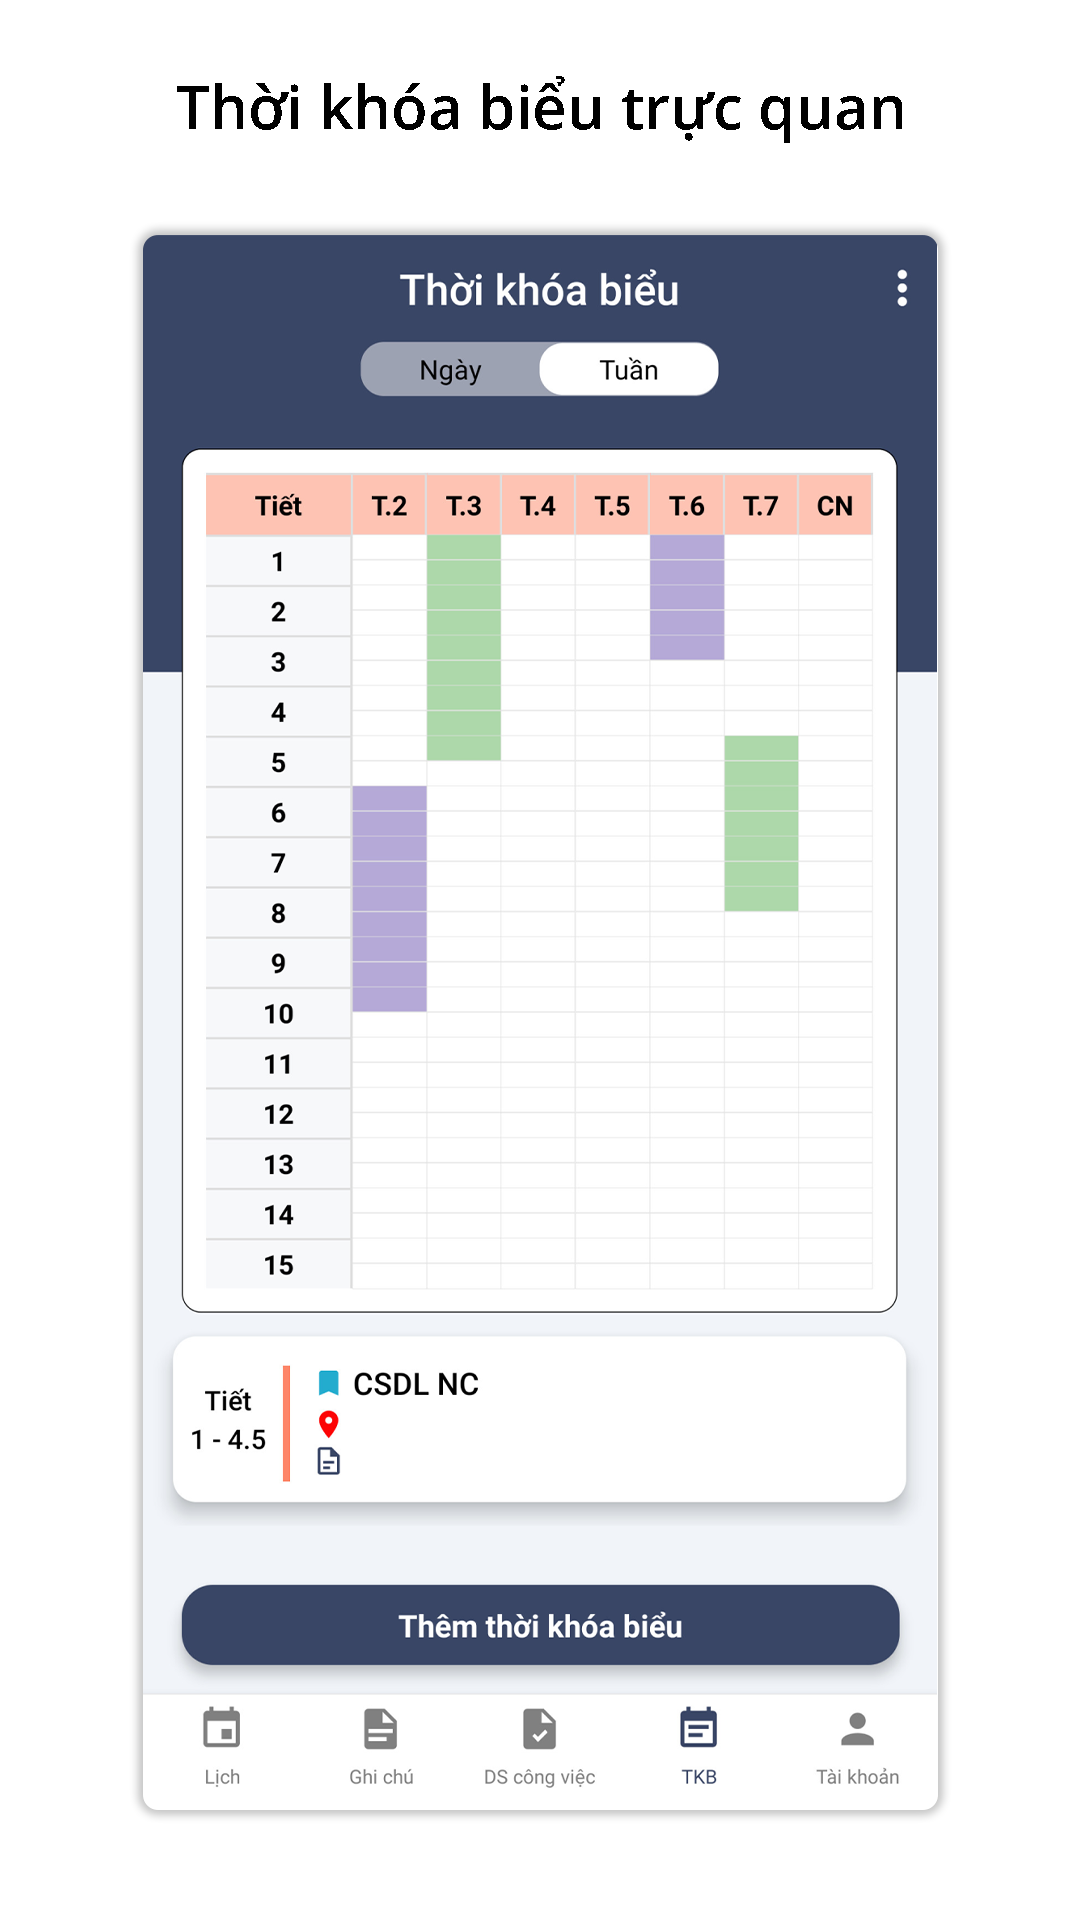 Thời khóa biểu trực quan
Thời khóa biểu
Ngày Tuần
Tiết T.2 T.3 T.4 T.5 T.6 T.7 CN
1
2
3
4
5
6
7
8
9
10
11
12
13
14
15
Tiết
1 - 4.5
CSDL NC
Thêm thời khóa biểu
Lịch Ghi chú DS công việc TKB Tài khoản